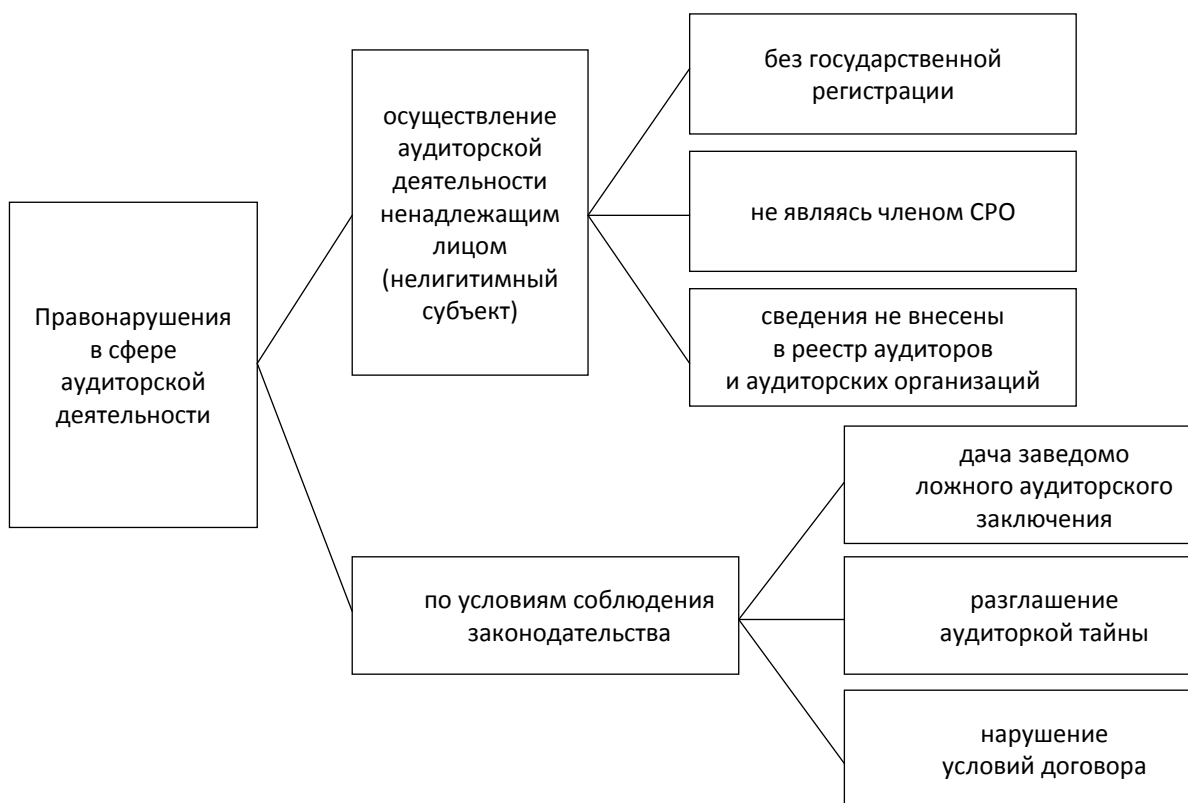 Правонарушения
в сфере
аудиторской
деятельности
осуществление
аудиторской
деятельности
ненадлежащим
лицом
(нелигитимный
субъект)
без государственной
регистрации
не являясь членом СРО
сведения не внесены
в реестр аудиторов
и аудиторских организаций
по условиям соблюдения
законодательства
дача заведомо
ложного аудиторского
заключения
разглашение
аудиторкой тайны
нарушение
условий договора